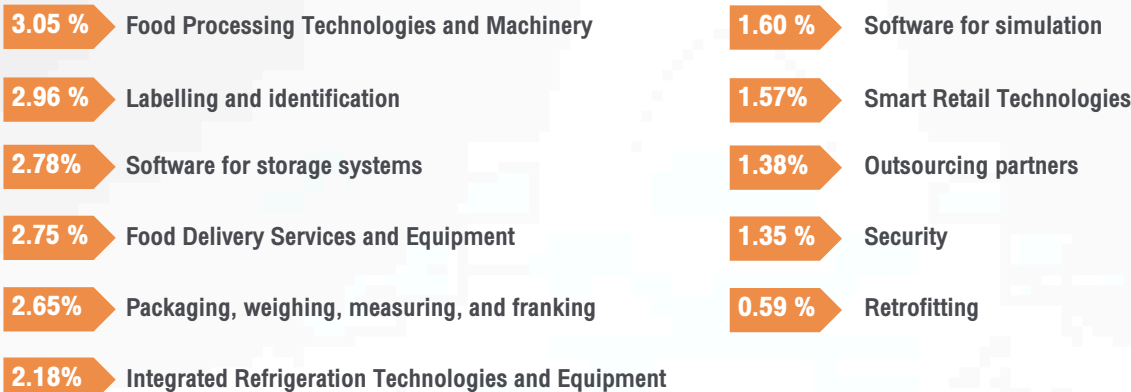 3.05 % Food Processing Technologies and Machinery
2.96 % Labelling and identification
2.78% Software for storage systems
2.75 % Food Delivery Services and Equipment
2.65% Packaging, weighing, measuring, and franking
2.18% Integrated Refrigeration Technologies and Equipment
1.60 % Software for simulation
1.57% Smart Retail Technologies
1.38% Outsourcing partners
1.35 % Security
0.59 % Retrofitting